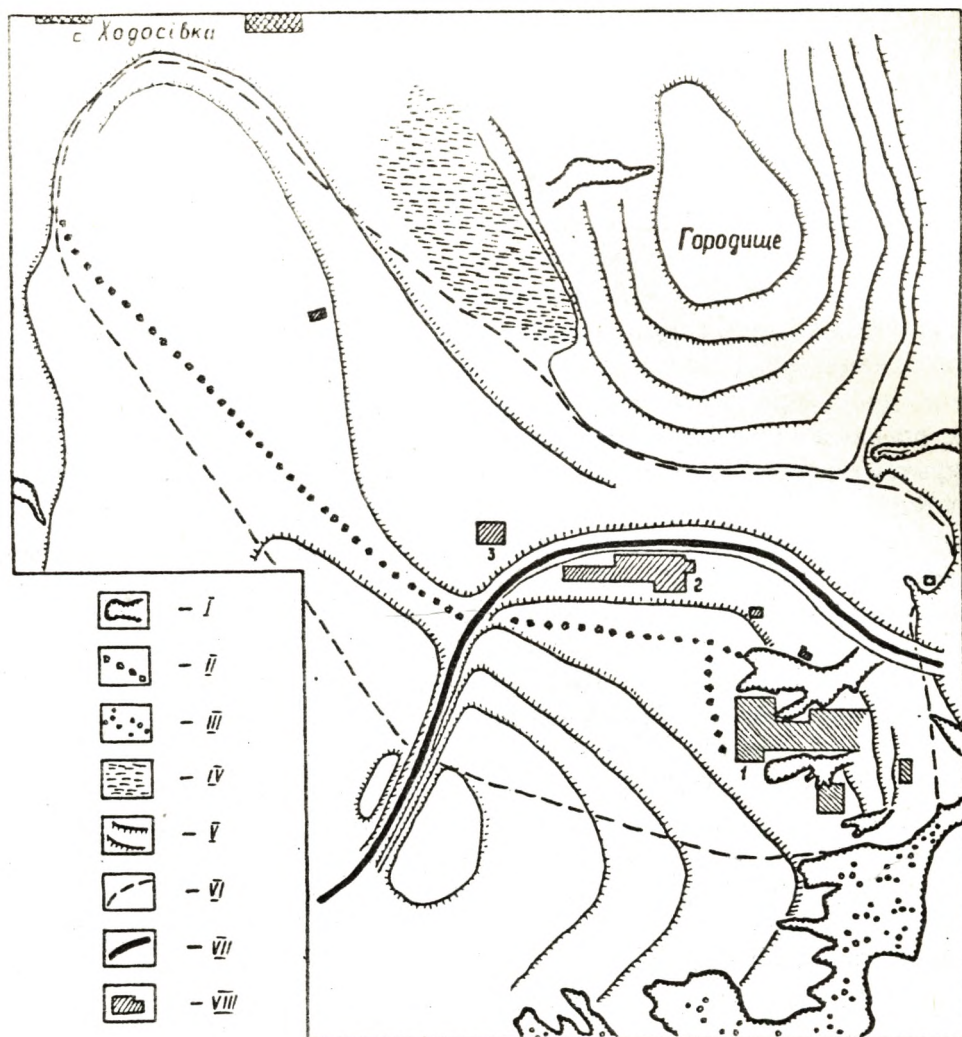 с Ходосівка
Городище
3
2
1
– I
– II
– III
– IV
– V
– VI
– VII
– VIII